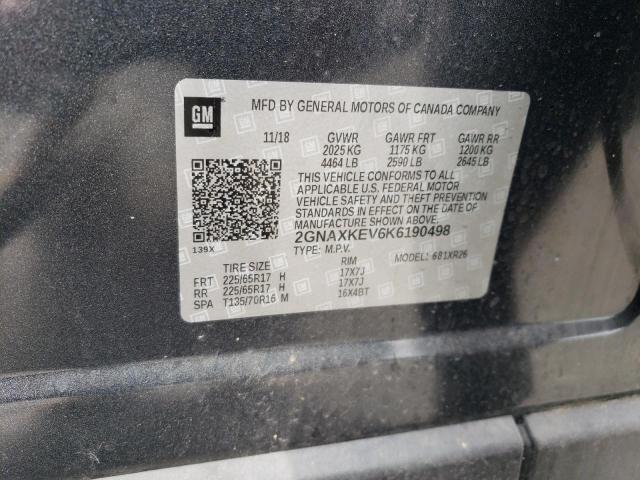 GM
MFD BY GENERAL MOTORS OF CANADA COMPANY
11/18 GVWR GAWR FRT GAWR RR
2025 KG 1175 KG 1200 KG
4464 LB 2590 LB 2645 LB
THIS VEHICLE CONFORMS TO ALL
APPLICABLE U.S. FEDERAL MOTOR
VEHICLE SAFETY AND THEFT PREVENTION
STANDARDS IN EFFECT ON THE DATE OF
MANUFACTURE SHOWN ABOVE.
2GNAXKEV6K6190498
139X TYPE: M.P.V. MODEL: 681XR26
TIRE SIZE RIM
FRT 225/65R17 H 17X7J
RR 225/65R17 H 17X7J
SPA T135/70R16 M 16X4BT